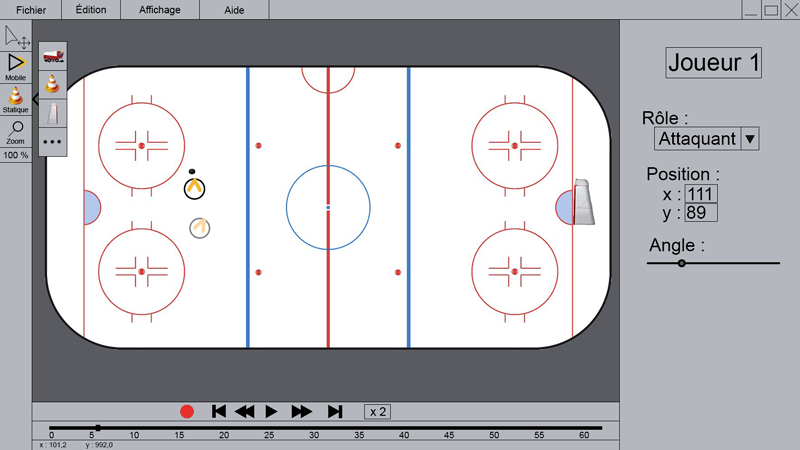 Fichier Édition Affichage Aide
Mobile
Statique
Zoom
100 %
Joueur 1
Rôle :
Attaquant
Position :
x : 111
y : 89
Angle :
x 2
0 5 10 15 20 25 30 35 40 45 50 55 60
x : 101,2 y : 992,0